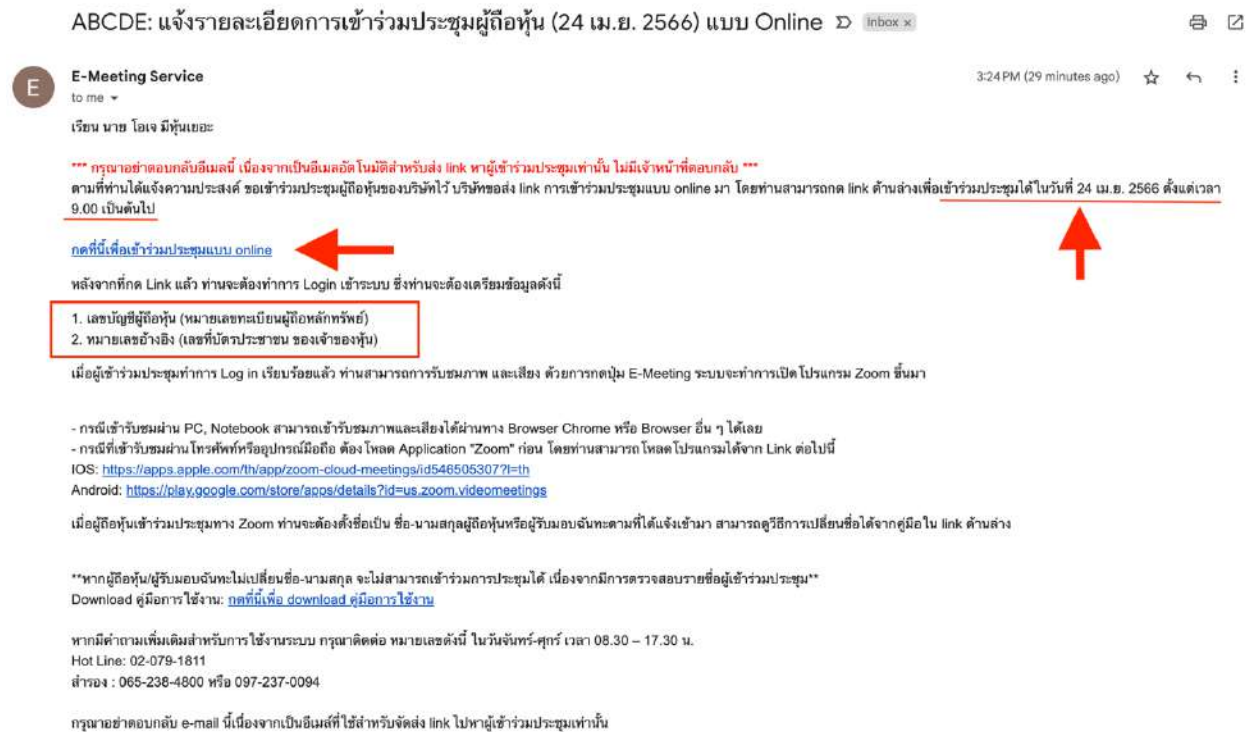 ABCDE: แจ้งรายละเอียดการเข้าร่วมประชุมผู้ถือหุ้น (24 เม.ย. 2566) แบบ Online Inbox x
E
E-Meeting Service
3:24 PM (29 minutes ago)
to me
เรียน นาย โอเจ มีหุ้นเยอะ
*** กรุณาอย่าตอบกลับอีเมลนี้ เนื่องจากเป็นอีเมลอัตโนมัติสำหรับส่ง link หาผู้เข้าร่วมประชุมเท่านั้น ไม่มีเจ้าหน้าที่ตอบกลับ ***
ตามที่ท่านได้แจ้งความประสงค์ ขอเข้าร่วมประชุมผู้ถือหุ้นของบริษัทไว้ บริษัทขอส่ง link การเข้าร่วมประชุมแบบ online มา โดยท่านสามารถกด link ด้านล่างเพื่อเข้าร่วมประชุมได้ในวันที่ 24 เม.ย. 2566 ตั้งแต่เวลา
9.00 เป็นต้นไป
กดที่นี้เพื่อเข้าร่วมประชุมแบบ online
หลังจากที่กด Link แล้ว ท่านจะต้องทำการ Login เข้าระบบ ซึ่งท่านจะต้องเตรียมข้อมูลดังนี้
1. เลขบัญชีผู้ถือหุ้น (หมายเลขทะเบียนผู้ถือหลักทรัพย์)
2. หมายเลขอ้างอิง (เลขที่บัตรประชาชน ของเจ้าของหุ้น)
เมื่อผู้เข้าร่วมประชุมทำการ Log in เรียบร้อยแล้ว ท่านสามารถการรับชมภาพ และเสียง ด้วยการกดปุ่ม E-Meeting ระบบจะทำการเปิดโปรแกรม Zoom ขึ้นมา
- กรณีเข้ารับชมผ่าน PC, Notebook สามารถเข้ารับชมภาพและเสียงได้ผ่านทาง Browser Chrome หรือ Browser อื่น ๆ ได้เลย
- กรณีที่เข้ารับชมผ่านโทรศัพท์หรืออุปกรณ์มือถือ ต้องโหลด Application "Zoom" ก่อน โดยท่านสามารถโหลดโปรแกรมได้จาก Link ต่อไปนี้
IOS: https://apps.apple.com/th/app/zoom-cloud-meetings/id546505307?l=th
Android: https://play.google.com/store/apps/details?id=us.zoom.videomeetings
เมื่อผู้ถือหุ้นเข้าร่วมประชุมทาง Zoom ท่านจะต้องตั้งชื่อเป็น ชื่อ-นามสกุลผู้ถือหุ้นหรือผู้รับมอบฉันทะตามที่ได้แจ้งเข้ามา สามารถดูวิธีการเปลี่ยนชื่อได้จากคู่มือใน link ด้านล่าง
**หากผู้ถือหุ้น/ผู้รับมอบฉันทะไม่เปลี่ยนชื่อ-นามสกุล จะไม่สามารถเข้าร่วมการประชุมได้ เนื่องจากมีการตรวจสอบรายชื่อผู้เข้าร่วมประชุม**
Download คู่มือการใช้งาน: กดที่นี้เพื่อ download คู่มือการใช้งาน
หากมีคำถามเพิ่มเติมสำหรับการใช้งานระบบ กรุณาติดต่อ หมายเลขดังนี้ ในวันจันทร์-ศุกร์ เวลา 08.30 – 17.30 น.
Hot Line: 02-079-1811
สำรอง : 065-238-4800 หรือ 097-237-0094
กรุณาอย่าตอบกลับ e-mail นี้เนื่องจากเป็นอีเมล์ที่ใช้สำหรับจัดส่ง link ไปหาผู้เข้าร่วมประชุมเท่านั้น